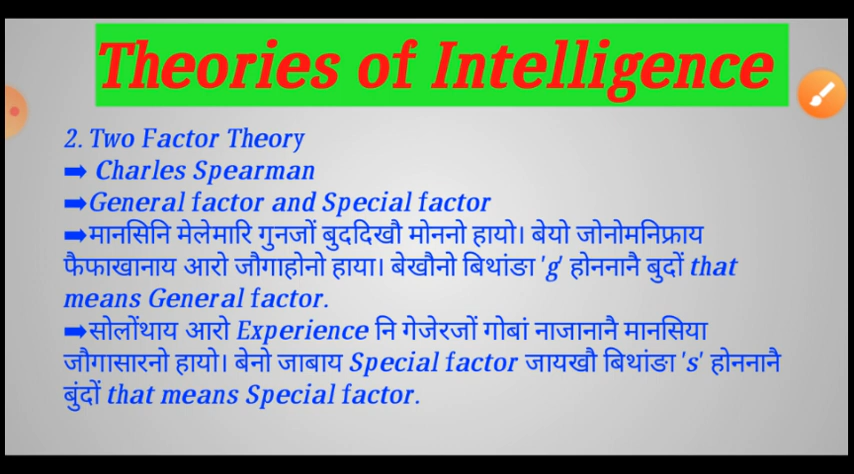 Theories of Intelligence
2. Two Factor Theory
➡ Charles Spearman
➡General factor and Special factor
➡मानसिनि मेलेमारि गुनजों बुददिखौ मोननो हायो। बेयो जोनोमनिफ्राय
फैफाखानाय आरो जौगाहोनो हाया। बेखौनो बिथांङा 'g' होननानै बुदों that
means General factor.
➡सोलोंथाय आरो Experience नि गेजेरजों गोबां नाजानानै मानसिया
जौगासारनो हायो। बेनो जाबाय Special factor जायखौ बिथांङा 's' होननानै
बुंदों that means Special factor.